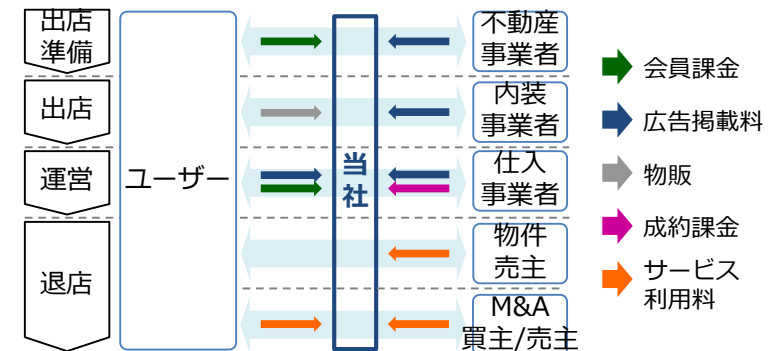 出店
準備
出店
運営
退店
ユーザー
当
社
不動産
事業者
内装
事業者
仕入
事業者
物件
売主
M&A
買主/売主
会員課金
広告掲載料
物販
成約課金
サービス
利用料